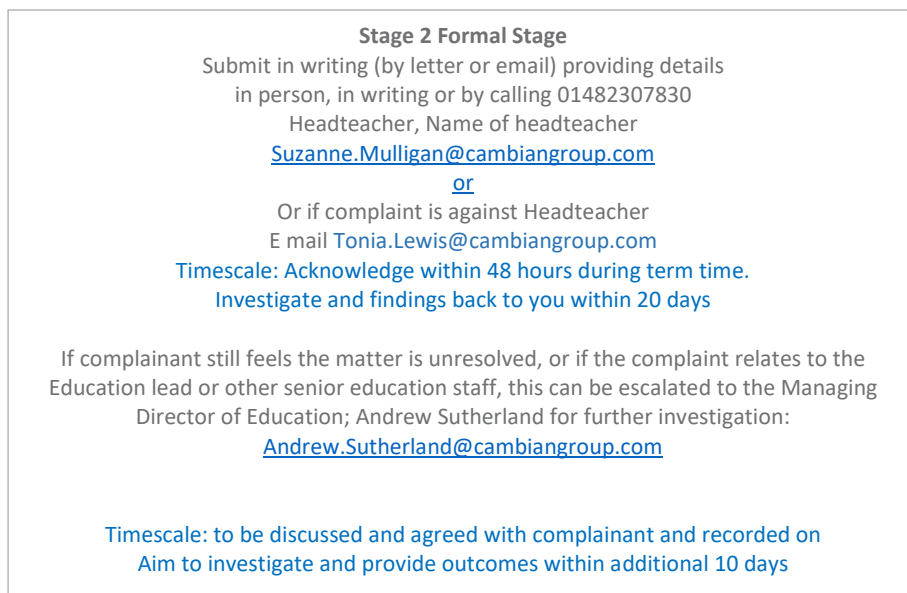 Stage 2 Formal Stage
Submit in writing (by letter or email) providing details
in person, in writing or by calling 01482307830
Headteacher, Name of headteacher
Suzanne.Mulligan@cambiangroup.com
or
Or if complaint is against Headteacher
E mail Tonia.Lewis@cambiangroup.com
Timescale: Acknowledge within 48 hours during term time.
Investigate and findings back to you within 20 days
If complainant still feels the matter is unresolved, or if the complaint relates to the
Education lead or other senior education staff, this can be escalated to the Managing
Director of Education; Andrew Sutherland for further investigation:
Andrew.Sutherland@cambiangroup.com
Timescale: to be discussed and agreed with complainant and recorded on
Aim to investigate and provide outcomes within additional 10 days